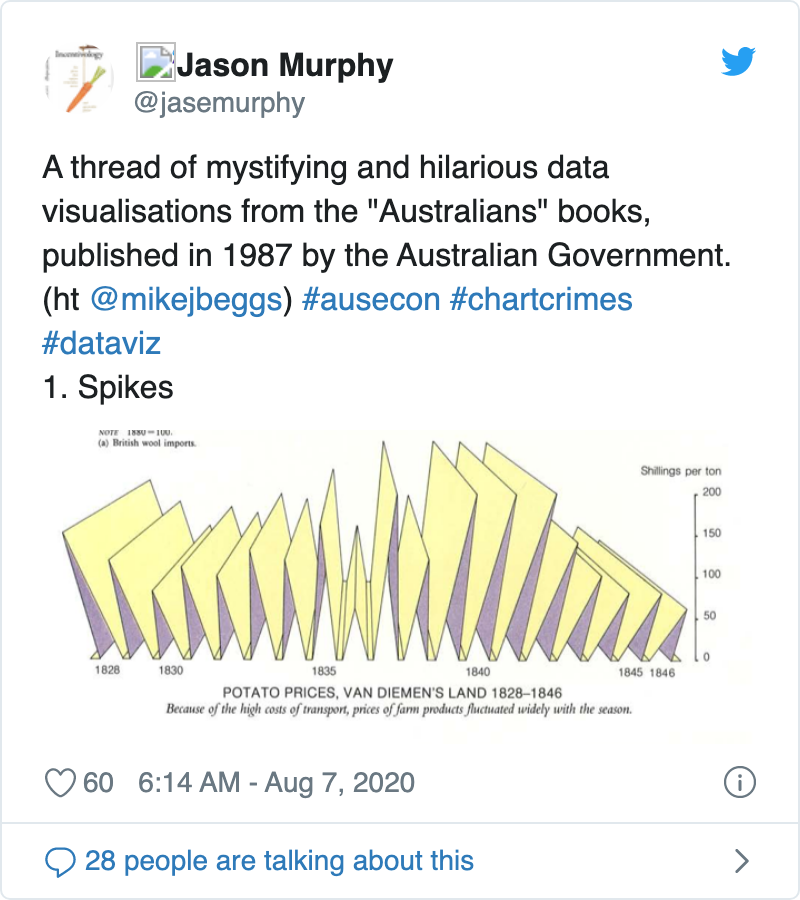 Incentivology
Jason Murphy
@jasemurphy
A thread of mystifying and hilarious data
visualisations from the "Australians" books,
published in 1987 by the Australian Government.
(ht @mikejbeggs) #ausecon #chartcrimes
#dataviz
1. Spikes
NOTE 1880=100.
(a) British wool imports.
Shillings per ton
200
150
100
50
0
1828 1830 1835 1840 1845 1846
POTATO PRICES, VAN DIEMEN'S LAND 1828–1846
Because of the high costs of transport, prices of farm products fluctuated widely with the season.
60 6:14 AM - Aug 7, 2020
28 people are talking about this